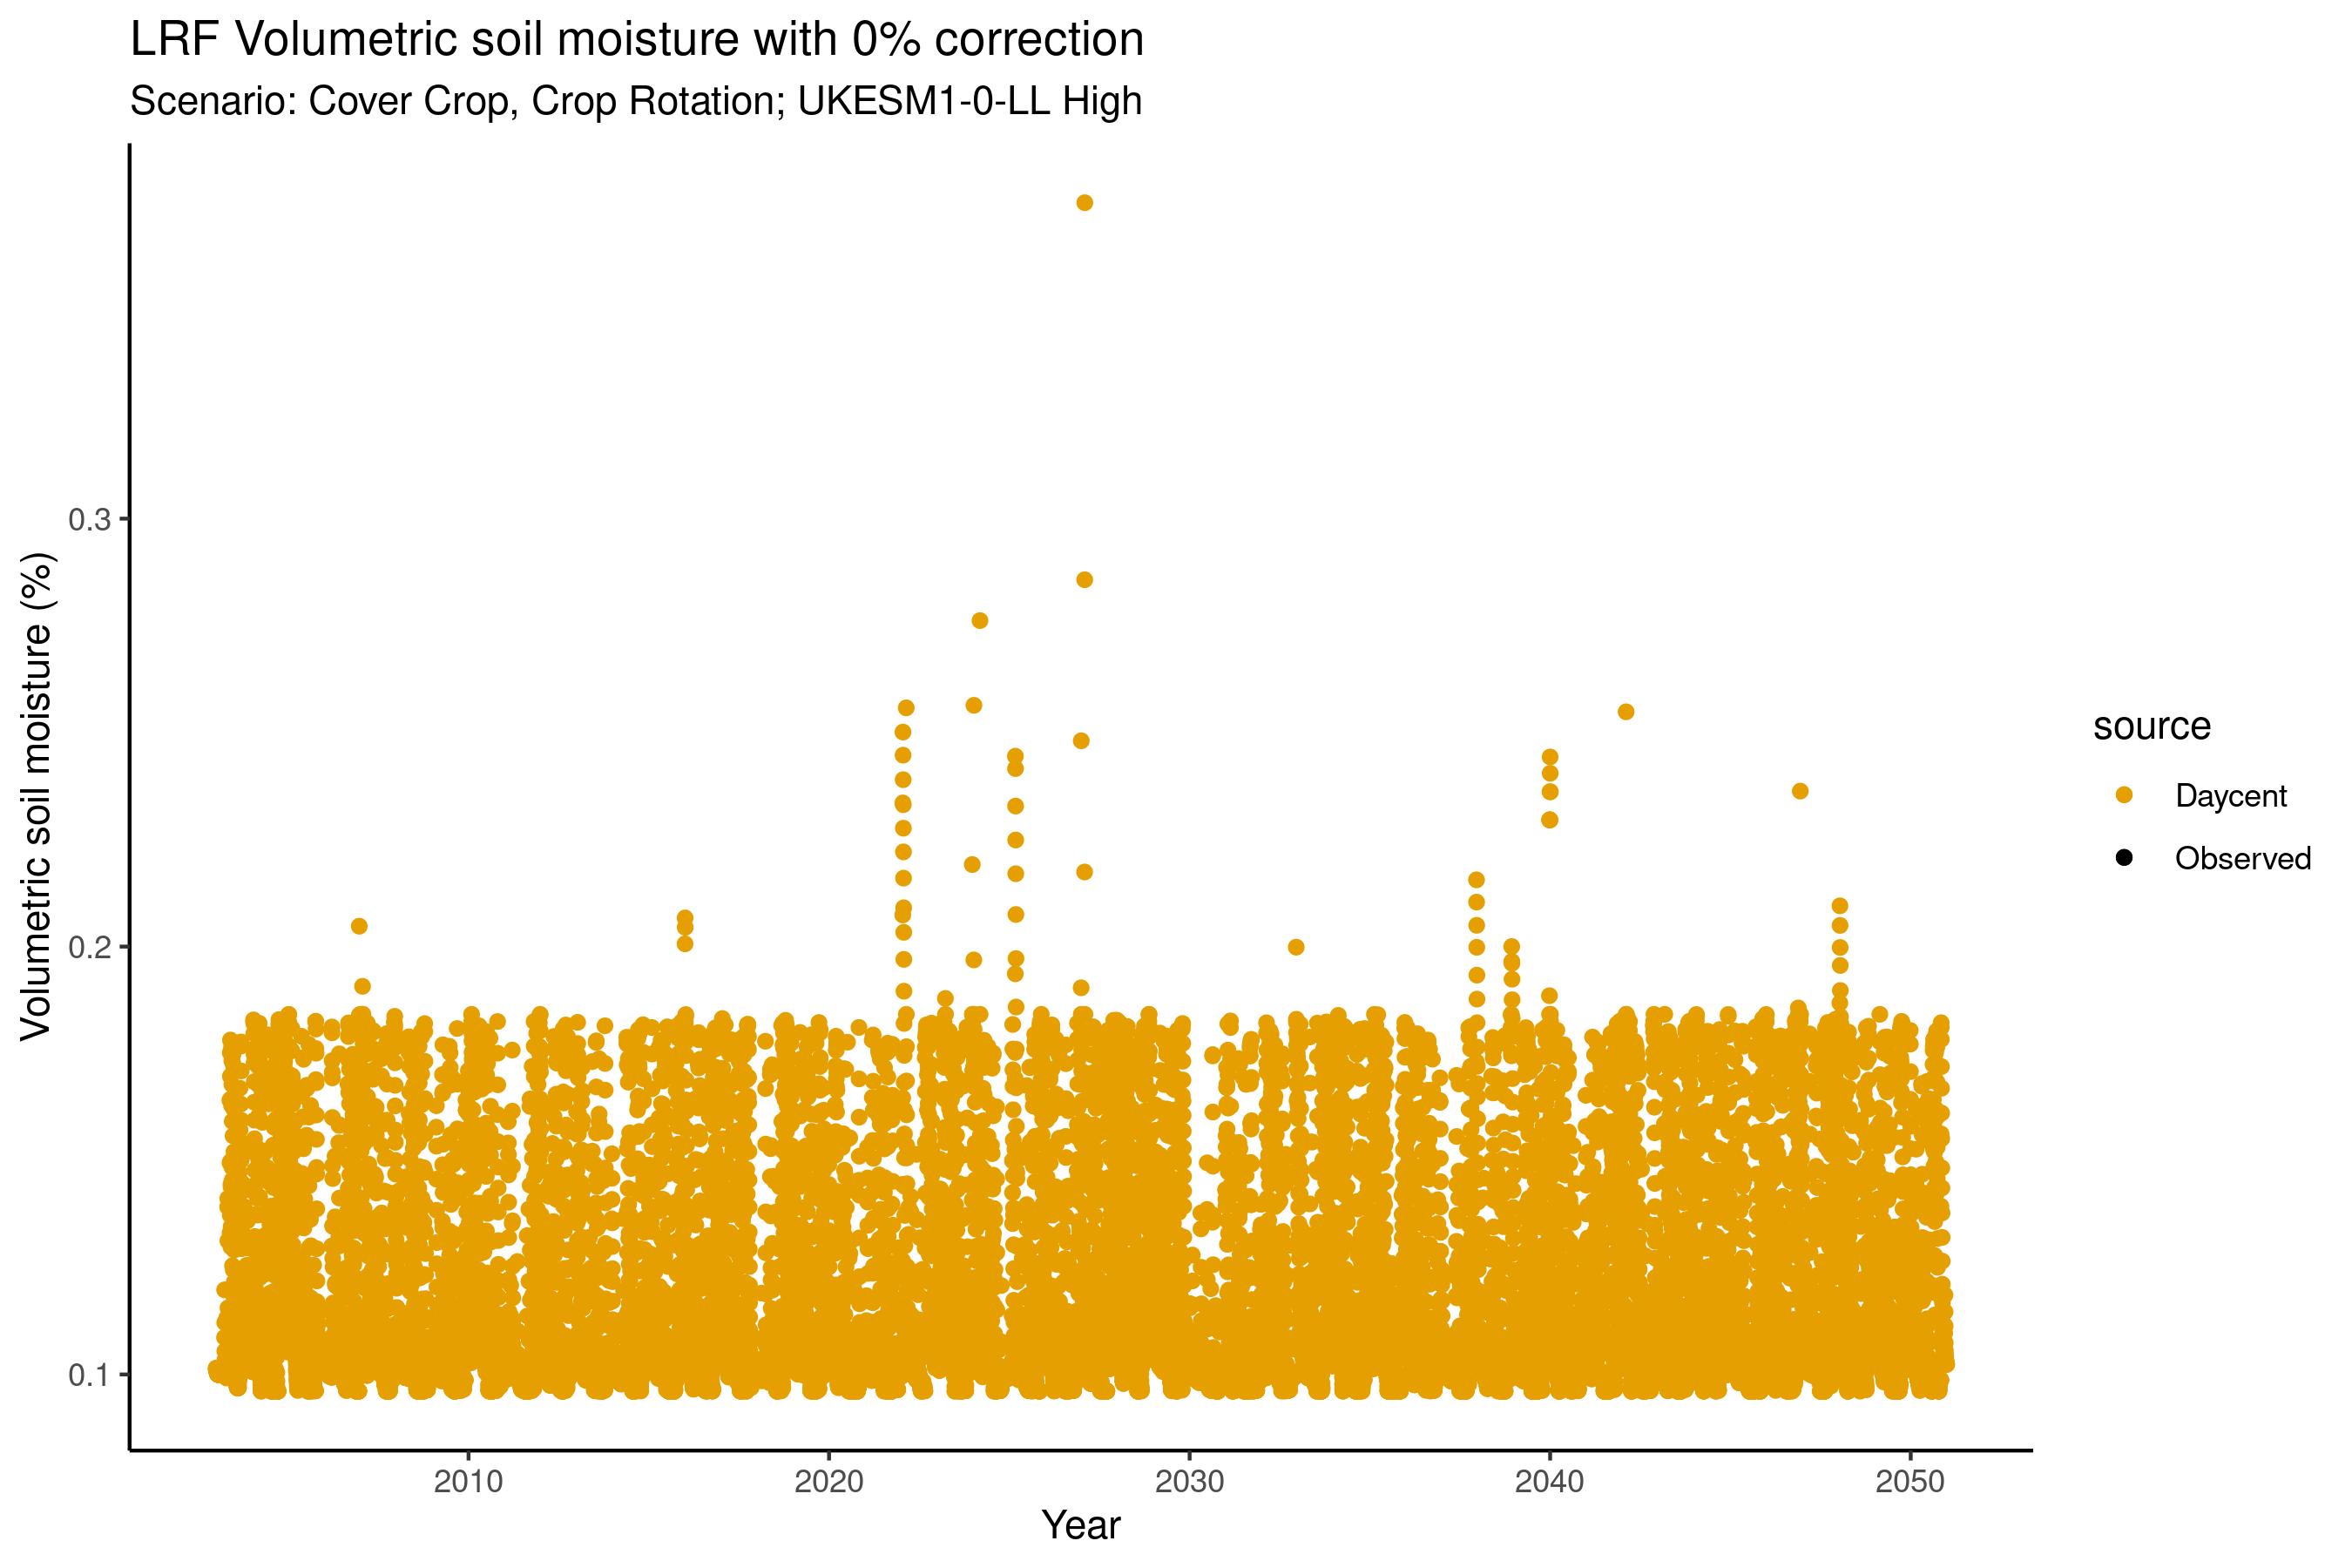 LRF Volumetric soil moisture with 0% correction
Scenario: Cover Crop, Crop Rotation; UKESM1-0-LL High
Volumetric soil moisture (%)
0.3
0.2
0.1
2010 2020 2030 2040 2050
Year
source
Daycent
Observed